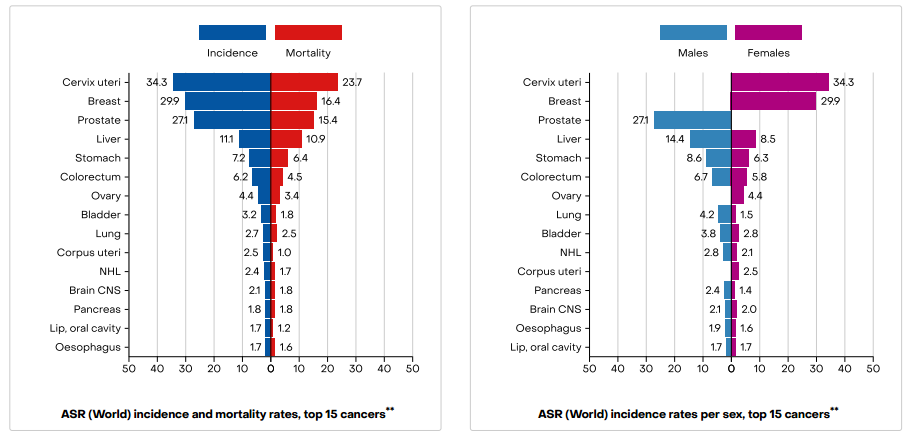 Incidence Mortality
Cervix uteri 34.3 23.7
Breast 29.9 16.4
Prostate 27.1 15.4
Liver 11.1 10.9
Stomach 7.2 6.4
Colorectum 6.2 4.5
Ovary 4.4 3.4
Bladder 3.2 1.8
Lung 2.7 2.5
Corpus uteri 2.5 1.0
NHL 2.4 1.7
Brain CNS 2.1 1.8
Pancreas 1.8 1.8
Lip, oral cavity 1.7 1.2
Oesophagus 1.7 1.6
50 40 30 20 10 0 10 20 30 40 50
ASR (World) incidence and mortality rates, top 15 cancers**
Males Females
Cervix uteri 34.3
Breast 29.9
Prostate 27.1
Liver 14.4 8.5
Stomach 8.6 6.3
Colorectum 6.7 5.8
Ovary 4.4
Lung 4.2 1.5
Bladder 3.8 2.8
NHL 2.8 2.1
Corpus uteri 2.5
Pancreas 2.4 1.4
Brain CNS 2.1 2.0
Oesophagus 1.9 1.6
Lip, oral cavity 1.7 1.7
50 40 30 20 10 0 10 20 30 40 50
ASR (World) incidence rates per sex, top 15 cancers**